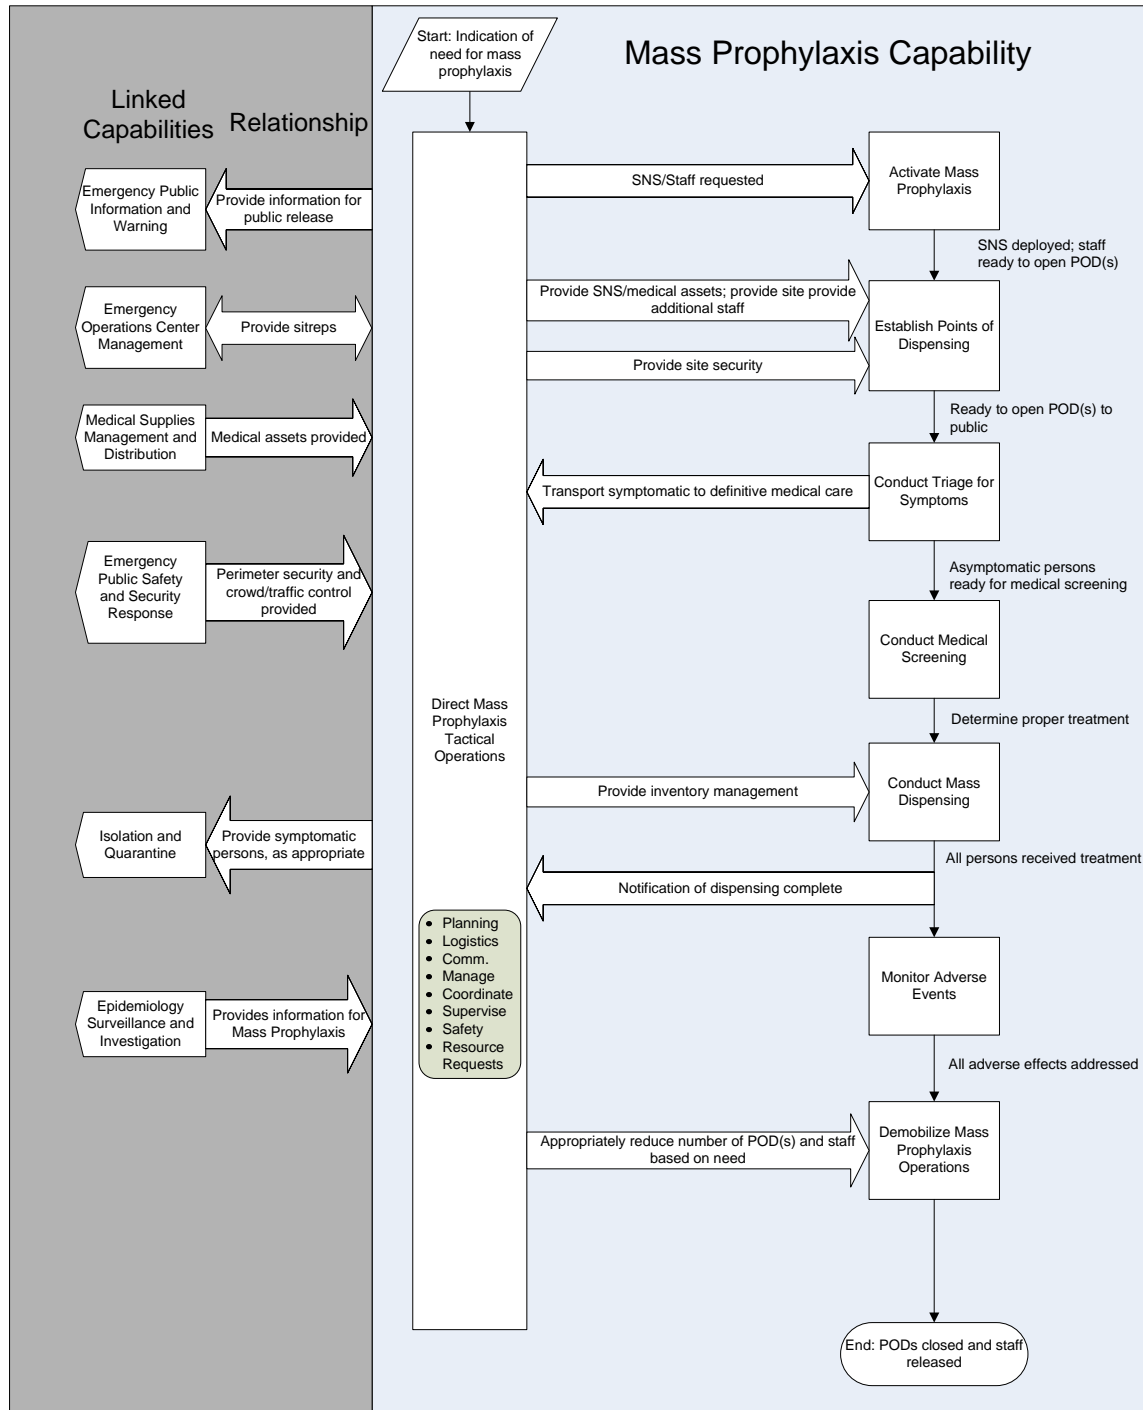 Start: Indication of
need for mass
prophylaxis
Mass Prophylaxis Capability
Linked
Capabilities
Relationship
Emergency Public
Information and
Warning
Provide information for
public release
SNS/Staff requested
Activate Mass
Prophylaxis
SNS deployed; staff
ready to open POD(s)
Emergency
Operations Center
Management
Provide sitreps
Provide SNS/medical assets; provide site provide
additional staff
Establish Points of
Dispensing
Provide site security
Ready to open POD(s) to
public
Medical Supplies
Management and
Distribution
Medical assets provided
Transport symptomatic to definitive medical care
Conduct Triage for
Symptoms
Asymptomatic persons
ready for medical screening
Emergency
Public Safety
and Security
Response
Perimeter security and
crowd/traffic control
provided
Conduct Medical
Screening
Direct Mass
Prophylaxis
Tactical
Operations
Determine proper treatment
Provide inventory management
Conduct Mass
Dispensing
Isolation and
Quarantine
Provide symptomatic
persons, as appropriate
All persons received treatment
Notification of dispensing complete
• Planning
• Logistics
• Comm.
• Manage
• Coordinate
• Supervise
• Safety
• Resource
Requests
Monitor Adverse
Events
Epidemiology
Surveillance and
Investigation
Provides information for
Mass Prophylaxis
All adverse effects addressed
Appropriately reduce number of POD(s) and staff
based on need
Demobilize Mass
Prophylaxis
Operations
End: PODs closed and staff
released